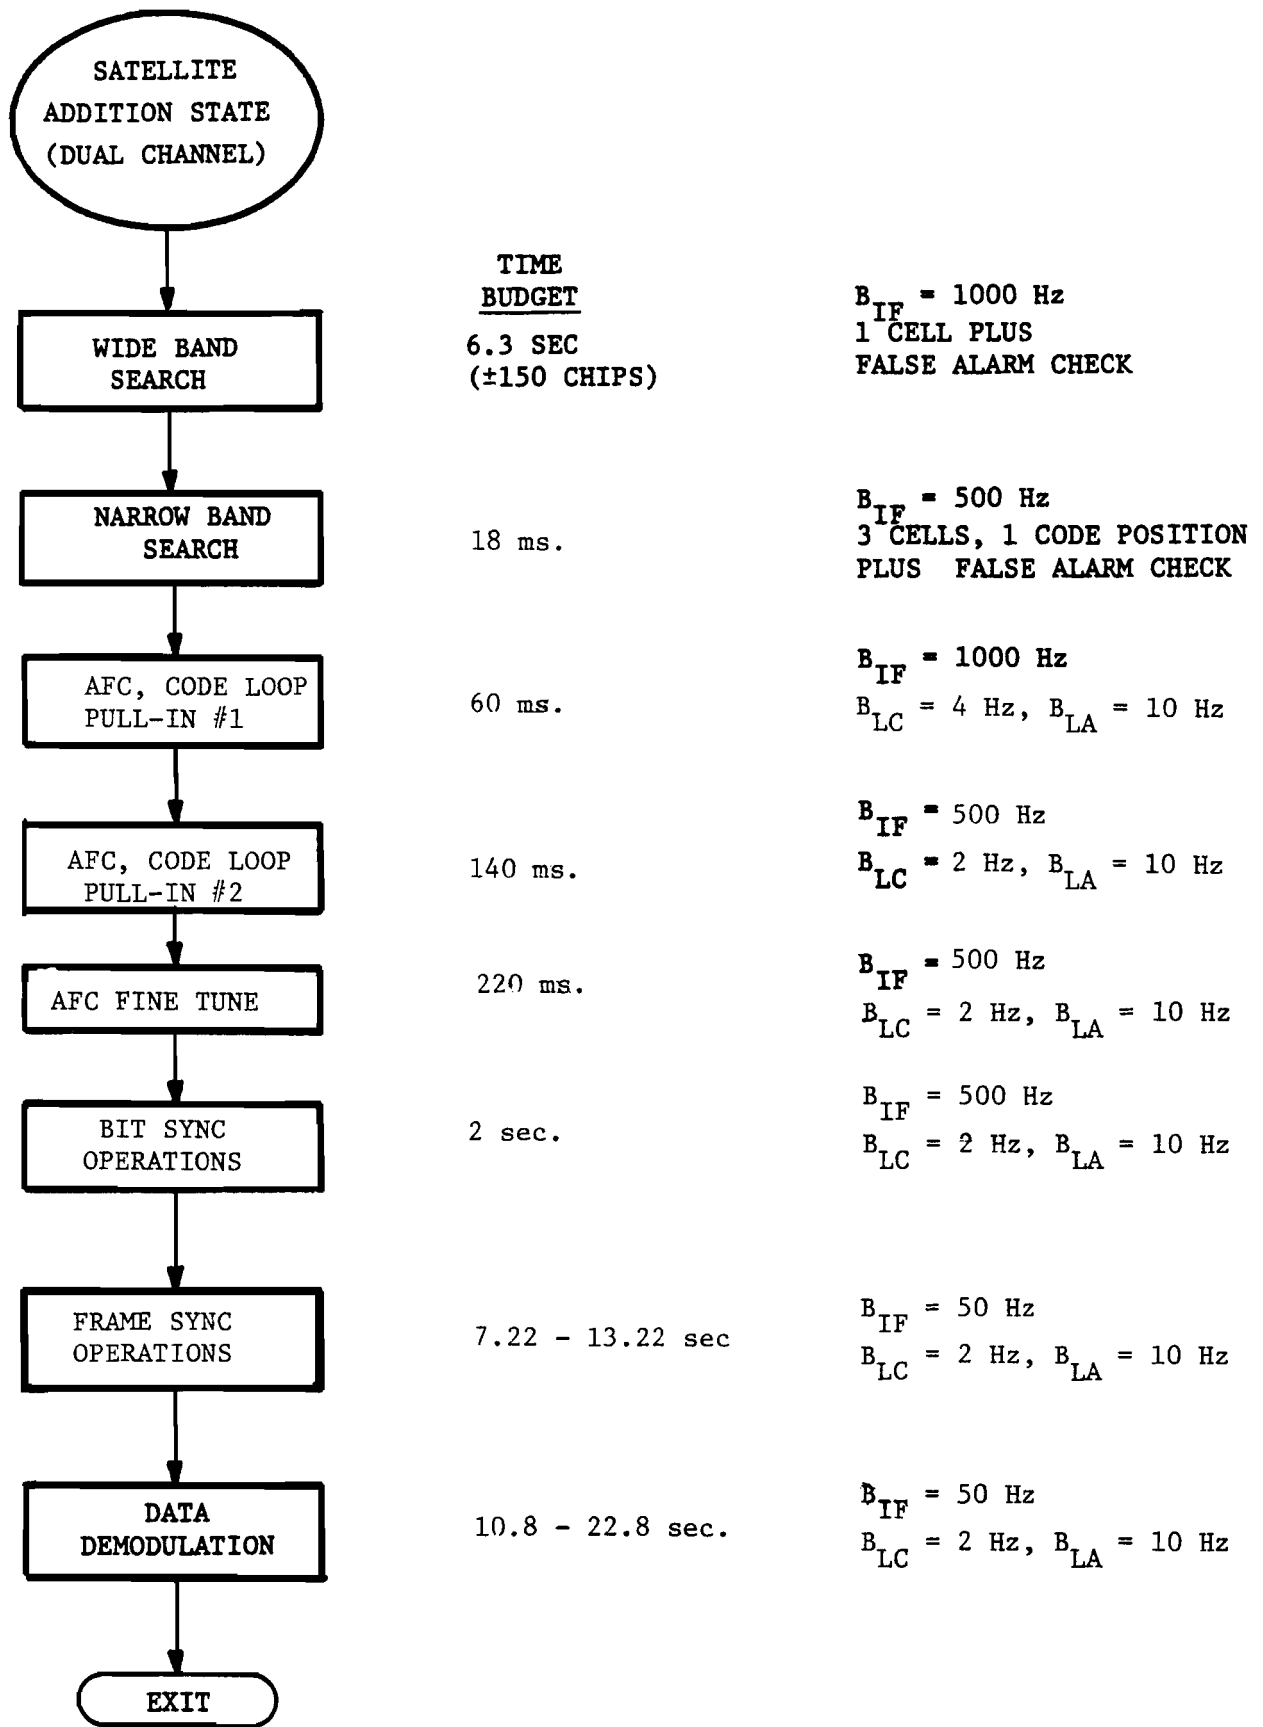 SATELLITE
ADDITION STATE
(DUAL CHANNEL)
TIME
BUDGET
WIDE BAND
SEARCH
6.3 SEC
(±150 CHIPS)
B_IF = 1000 Hz
1 CELL PLUS
FALSE ALARM CHECK
NARROW BAND
SEARCH
18 ms.
B_IF = 500 Hz
3 CELLS, 1 CODE POSITION
PLUS FALSE ALARM CHECK
AFC, CODE LOOP
PULL-IN #1
60 ms.
B_IF = 1000 Hz
B_LC = 4 Hz, B_LA = 10 Hz
AFC, CODE LOOP
PULL-IN #2
140 ms.
B_IF = 500 Hz
B_LC = 2 Hz, B_LA = 10 Hz
AFC FINE TUNE
220 ms.
B_IF = 500 Hz
B_LC = 2 Hz, B_LA = 10 Hz
BIT SYNC
OPERATIONS
2 sec.
B_IF = 500 Hz
B_LC = 2 Hz, B_LA = 10 Hz
FRAME SYNC
OPERATIONS
7.22 - 13.22 sec
B_IF = 50 Hz
B_LC = 2 Hz, B_LA = 10 Hz
DATA
DEMODULATION
10.8 - 22.8 sec.
B_IF = 50 Hz
B_LC = 2 Hz, B_LA = 10 Hz
EXIT